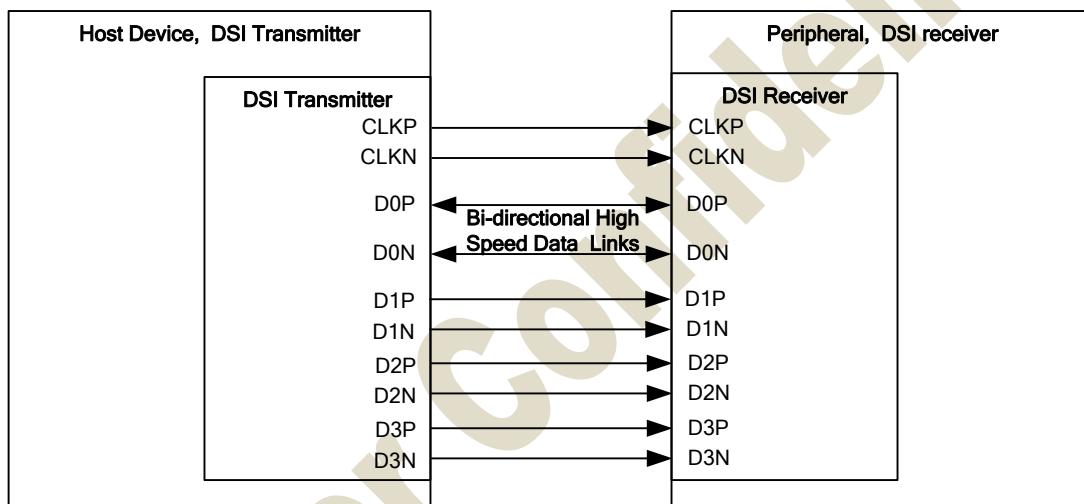 Host Device, DSI Transmitter
Peripheral, DSI receiver
DSI Transmitter
DSI Receiver
CLKP
CLKP
CLKN
CLKN
D0P
D0P
Bi-directional High
Speed Data Links
D0N
D0N
D1P
D1P
D1N
D1N
D2P
D2P
D2N
D2N
D3P
D3P
D3N
D3N